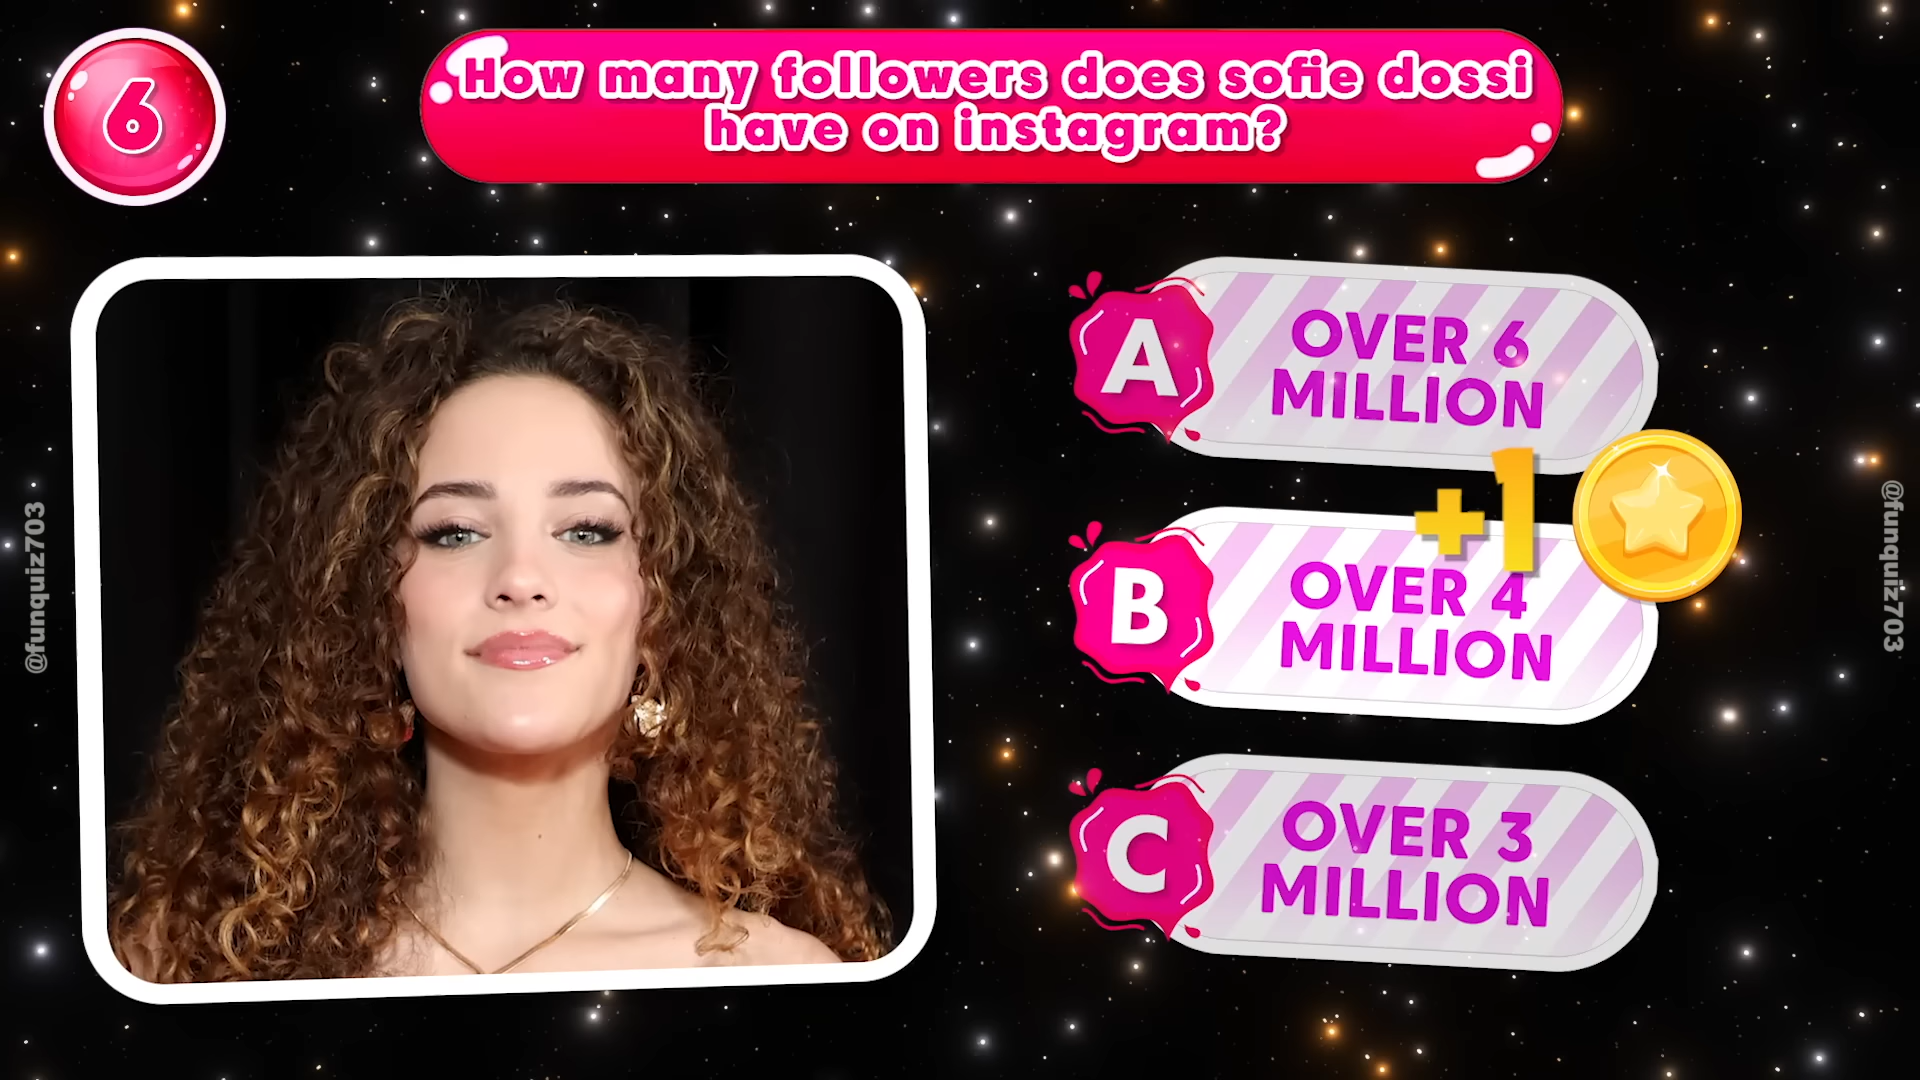 6
How many followers does sofie dossi
have on instagram?
A
OVER 6
MILLION
+1
B
OVER 4
MILLION
C
OVER 3
MILLION
@funquiz703
@funquiz703